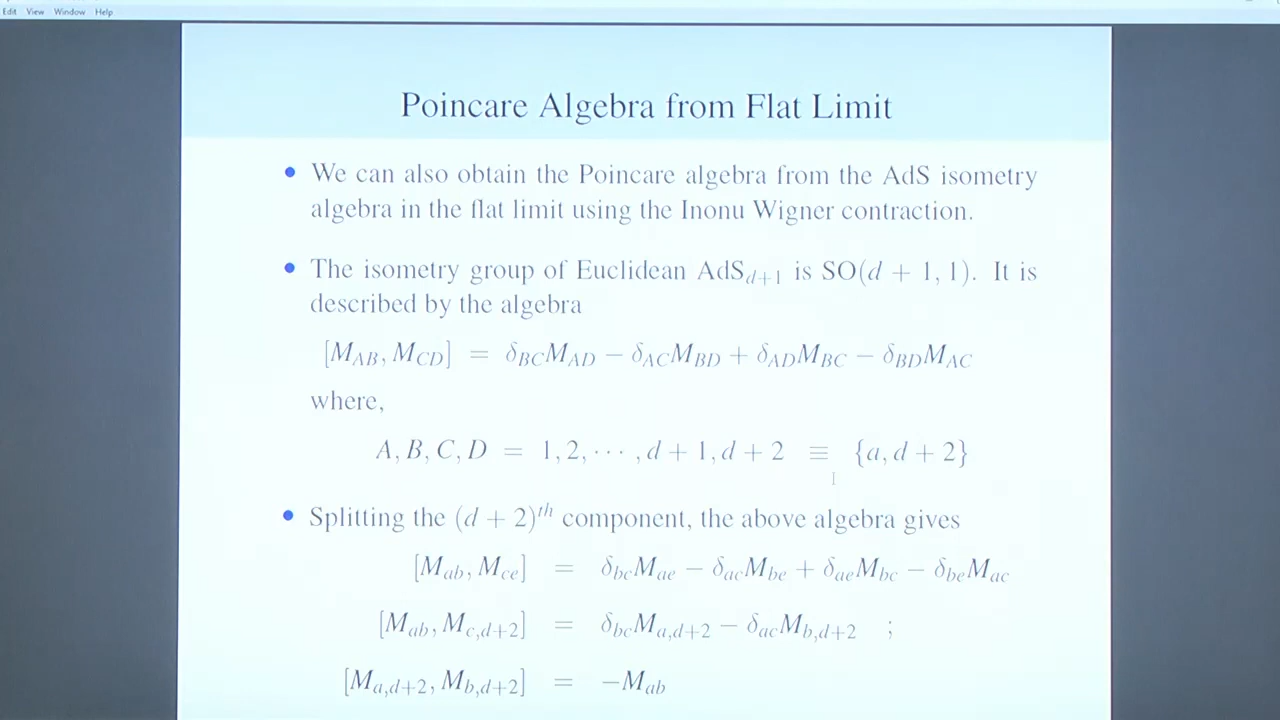 Edit View Window Help
Poincare Algebra from Flat Limit
• We can also obtain the Poincare algebra from the AdS isometry
algebra in the flat limit using the Inonu Wigner contraction.
• The isometry group of Euclidean AdS_{d+1} is SO(d + 1, 1). It is
described by the algebra
[M_{AB}, M_{CD}] = δ_{BC}M_{AD} − δ_{AC}M_{BD} + δ_{AD}M_{BC} − δ_{BD}M_{AC}
where,
A, B, C, D = 1, 2, ⋯ , d + 1, d + 2 ≡ {a, d + 2}
• Splitting the (d + 2)^{th} component, the above algebra gives
[M_{ab}, M_{ce}] = δ_{bc}M_{ae} − δ_{ac}M_{be} + δ_{ae}M_{bc} − δ_{be}M_{ac}
[M_{ab}, M_{c,d+2}] = δ_{bc}M_{a,d+2} − δ_{ac}M_{b,d+2} ;
[M_{a,d+2}, M_{b,d+2}] = −M_{ab}